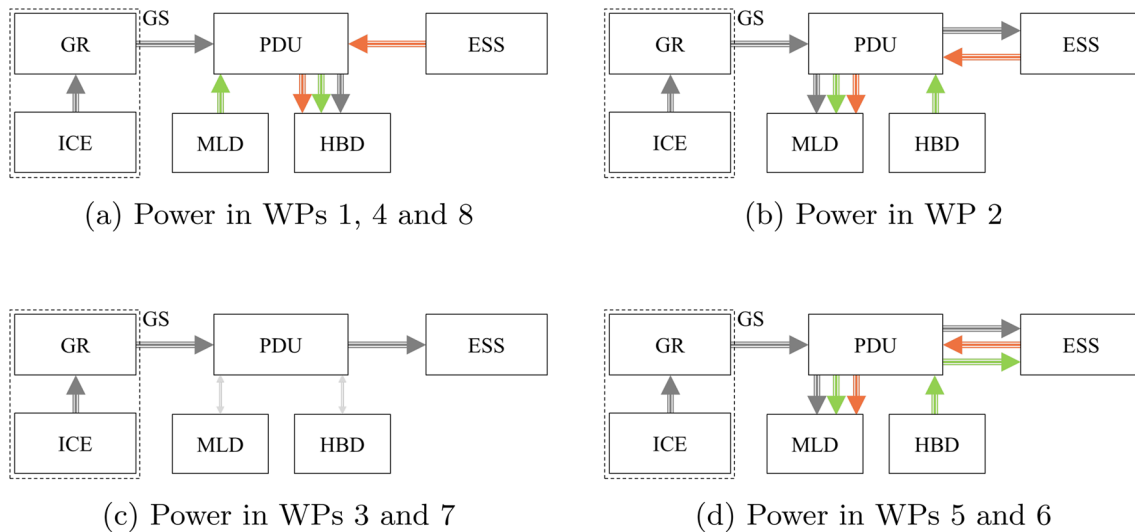 GS
GR
PDU
ESS
ICE
MLD
HBD
(a) Power in WPs 1, 4 and 8
GS
GR
PDU
ESS
ICE
MLD
HBD
(b) Power in WP 2
GS
GR
PDU
ESS
ICE
MLD
HBD
(c) Power in WPs 3 and 7
GS
GR
PDU
ESS
ICE
MLD
HBD
(d) Power in WPs 5 and 6